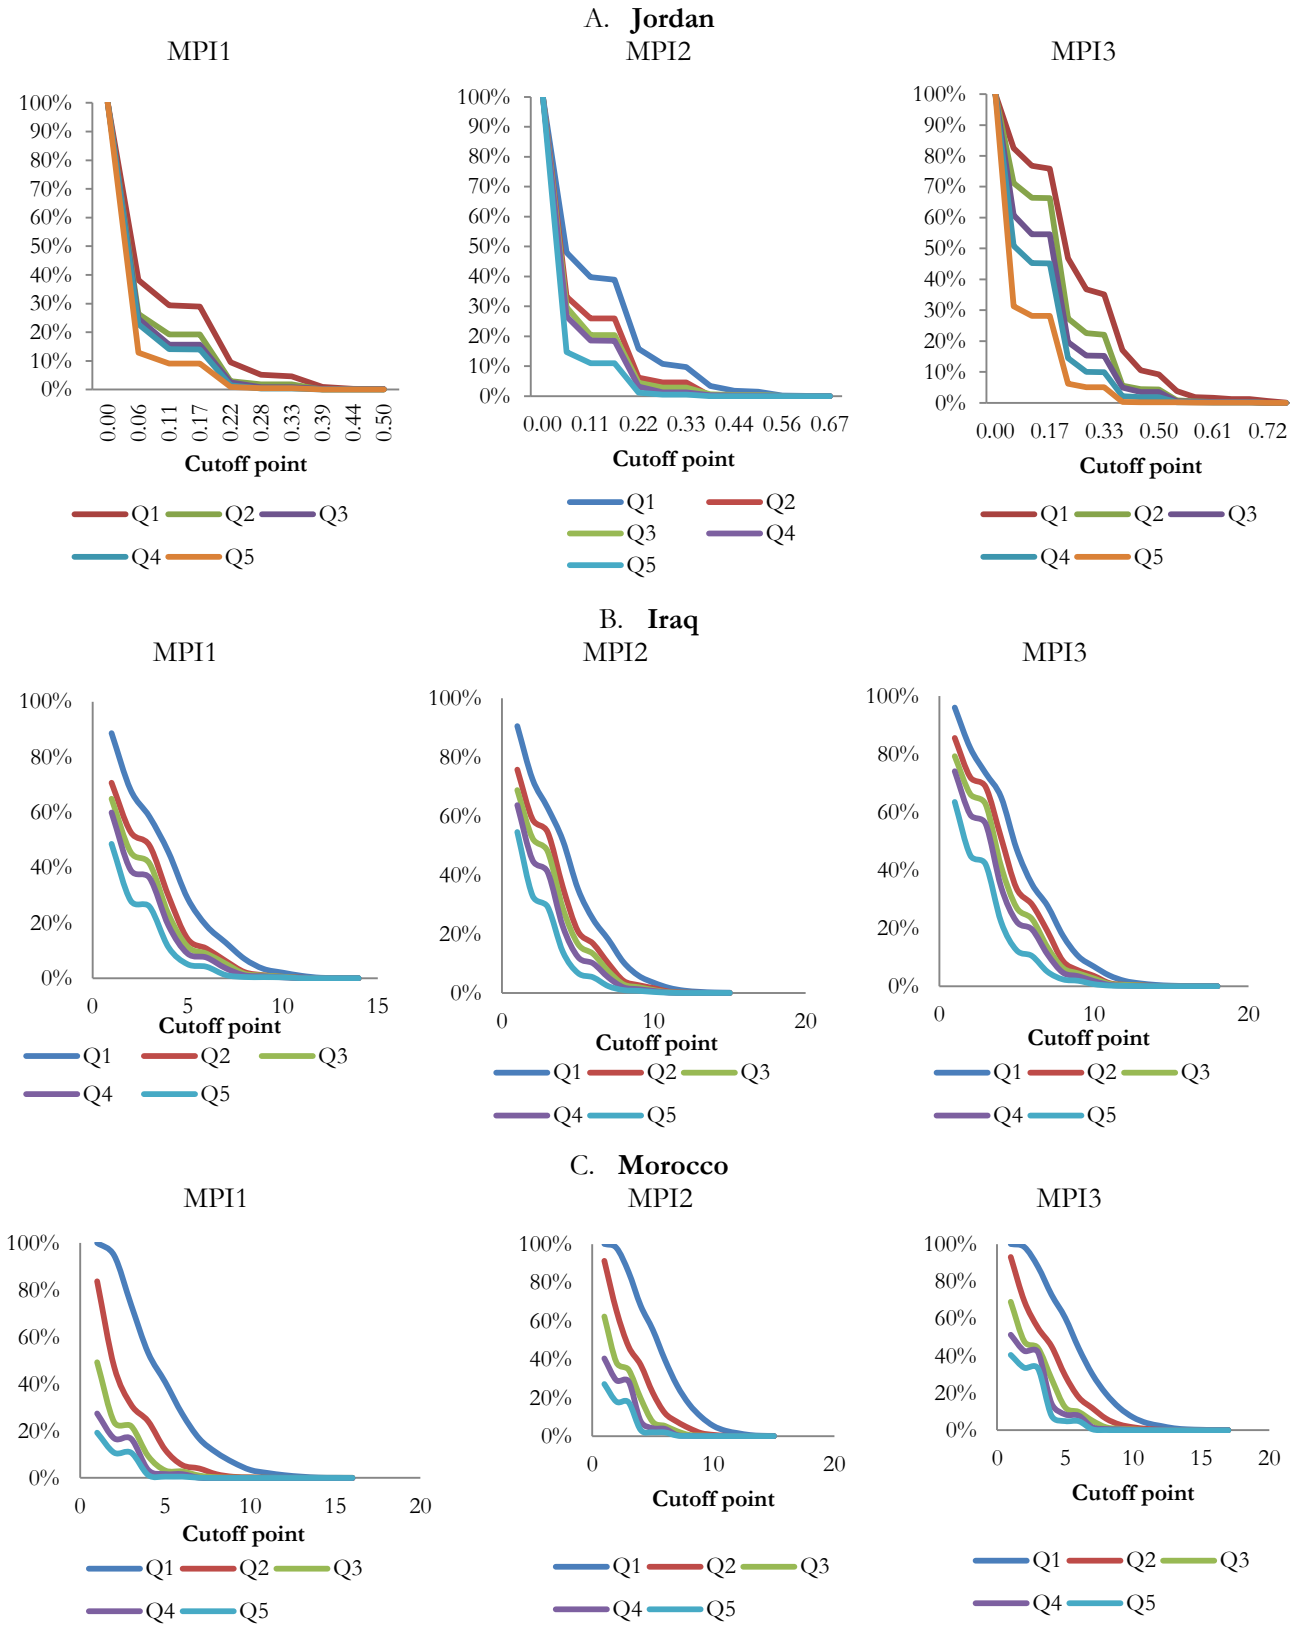 A. Jordan
MPI1 MPI2 MPI3
100% 100% 100%
90% 90% 90%
80% 80% 80%
70% 70% 70%
60% 60% 60%
50% 50% 50%
40% 40% 40%
30% 30% 30%
20% 20% 20%
10% 10% 10%
0% 0% 0%
0.00 0.06 0.11 0.17 0.22 0.28 0.33 0.39 0.44 0.50
0.00 0.11 0.22 0.33 0.44 0.56 0.67
0.00 0.17 0.33 0.50 0.61 0.72
Cutoff point Cutoff point Cutoff point
Q1 Q2 Q3
Q4 Q5
Q1 Q2
Q3 Q4
Q5
Q1 Q2 Q3
Q4 Q5
B. Iraq
MPI1 MPI2 MPI3
100% 100% 100%
80% 80% 80%
60% 60% 60%
40% 40% 40%
20% 20% 20%
0% 0% 0%
0 5 10 15
0 10 20
0 10 20
Cutoff point Cutoff point Cutoff point
Q1 Q2 Q3
Q4 Q5
Q1 Q2 Q3
Q4 Q5
Q1 Q2 Q3
Q4 Q5
C. Morocco
MPI1 MPI2 MPI3
100% 100% 100%
80% 80% 80%
60% 60% 60%
40% 40% 40%
20% 20% 20%
0% 0% 0%
0 5 10 15 20
0 10 20
0 5 10 15 20
Cutoff point Cutoff point Cutoff point
Q1 Q2 Q3
Q4 Q5
Q1 Q2 Q3
Q4 Q5
Q1 Q2 Q3
Q4 Q5